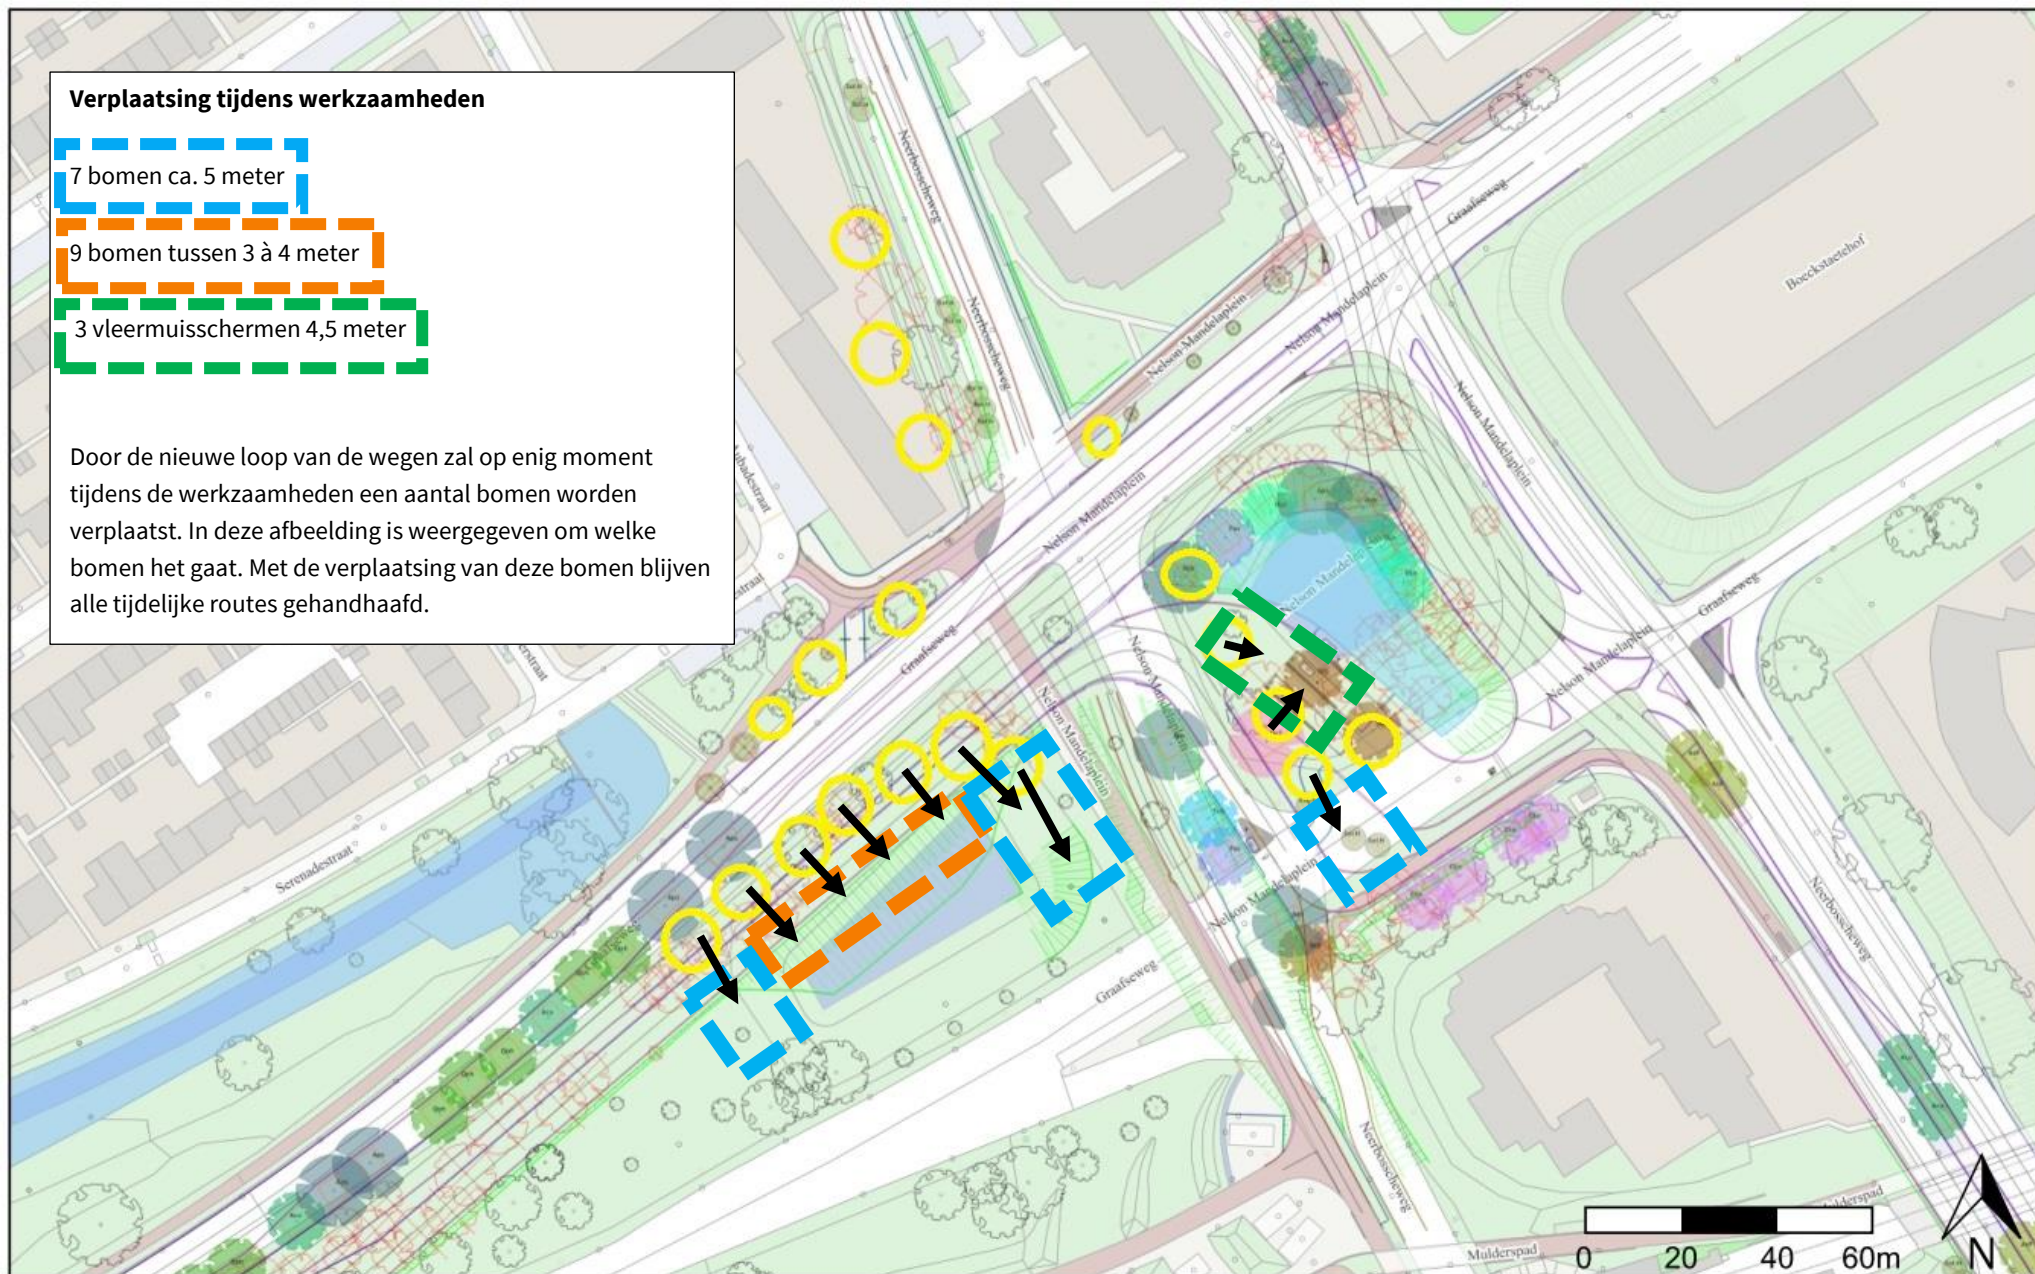 Verplaatsing tijdens werkzaamheden
7 bomen ca. 5 meter
9 bomen tussen 3 à 4 meter
3 vleermuisschermen 4,5 meter
Door de nieuwe loop van de wegen zal op enig moment
tijdens de werkzaamheden een aantal bomen worden
verplaatst. In deze afbeelding is weergegeven om welke
bomen het gaat. Met de verplaatsing van deze bomen blijven
alle tijdelijke routes gehandhaafd.
Neerbosscheweg
Neerbosscheweg
Graafseweg
Boeckstaetehof
Nelson Mandelaplein
Nelson Mandelaplein
Nelson Mandelaplein
Nelson Mandelaplein
Nelson Mandelaplein
Graafseweg
Nelson Mandelaplein
Graafseweg
Nelson Mandelaplein
Nelson Mandelaplein
Nelson Mandelaplein
Serenadestraat
Graafseweg
Neerbosscheweg
Neerbosscheweg
Mulderspad
0 20 40 60m
N